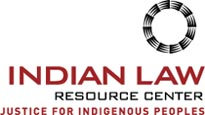 INDIAN LAW
RESOURCE CENTER
JUSTICE FOR INDIGENOUS PEOPLES